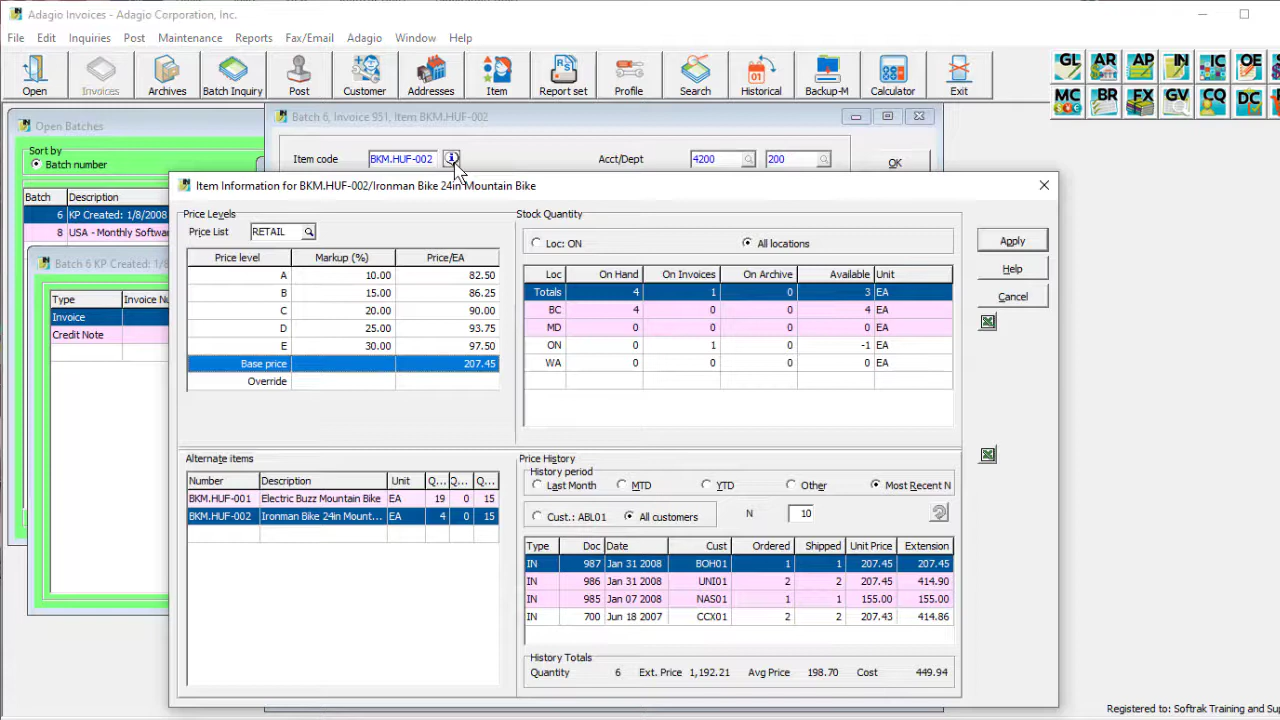 Adagio Invoices - Adagio Corporation, Inc.
File Edit Inquiries Post Maintenance Reports Fax/Email Adagio Window Help
Open Invoices Archives Batch Inquiry Post Customer Addresses Item Report set Profile Search Historical Backup-M Calculator Exit
GL AR AP IN IC OE
MC BR FX GV CQ DC
Open Batches
Sort by
Batch number
Batch Description
6 KP Created: 1/8/2008
8 USA - Monthly Softwar
Batch 6 KP Created: 1/8
Type Invoice Nu
Invoice
Credit Note
Batch 6, Invoice 951, Item BKM.HUF-002
Item code BKM.HUF-002 Acct/Dept 4200 200 OK
Item Information for BKM.HUF-002/Ironman Bike 24in Mountain Bike
Price Levels
Price List RETAIL
Price level Markup (%) Price/EA
A 10.00 82.50
B 15.00 86.25
C 20.00 90.00
D 25.00 93.75
E 30.00 97.50
Base price 207.45
Override
Stock Quantity
Loc: ON All locations
Loc On Hand On Invoices On Archive Available Unit
Totals 4 1 0 3 EA
BC 4 0 0 4 EA
MD 0 0 0 0 EA
ON 0 1 0 -1 EA
WA 0 0 0 0 EA
Apply
Help
Cancel
Alternate items
Number Description Unit Q... Q... Q...
BKM.HUF-001 Electric Buzz Mountain Bike EA 19 0 15
BKM.HUF-002 Ironman Bike 24in Mount... EA 4 0 15
Price History
History period
Last Month MTD YTD Other Most Recent N
Cust.: ABL01 All customers N 10
Type Doc Date Cust Ordered Shipped Unit Price Extension
IN 987 Jan 31 2008 BOH01 1 1 207.45 207.45
IN 986 Jan 31 2008 UNI01 2 2 207.45 414.90
IN 985 Jan 07 2008 NAS01 1 1 155.00 155.00
IN 700 Jun 18 2007 CCX01 2 2 207.43 414.86
History Totals
Quantity 6 Ext. Price 1,192.21 Avg Price 198.70 Cost 449.94
Registered to: Softrak Training and Sup